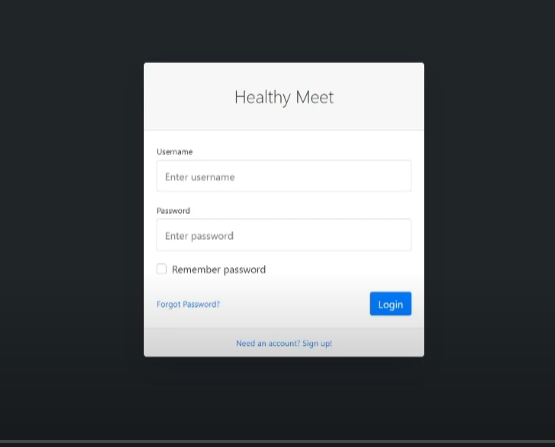 Healthy Meet
Username
Enter username
Password
Enter password
Remember password
Forgot Password? Login
Need an account? Sign up!